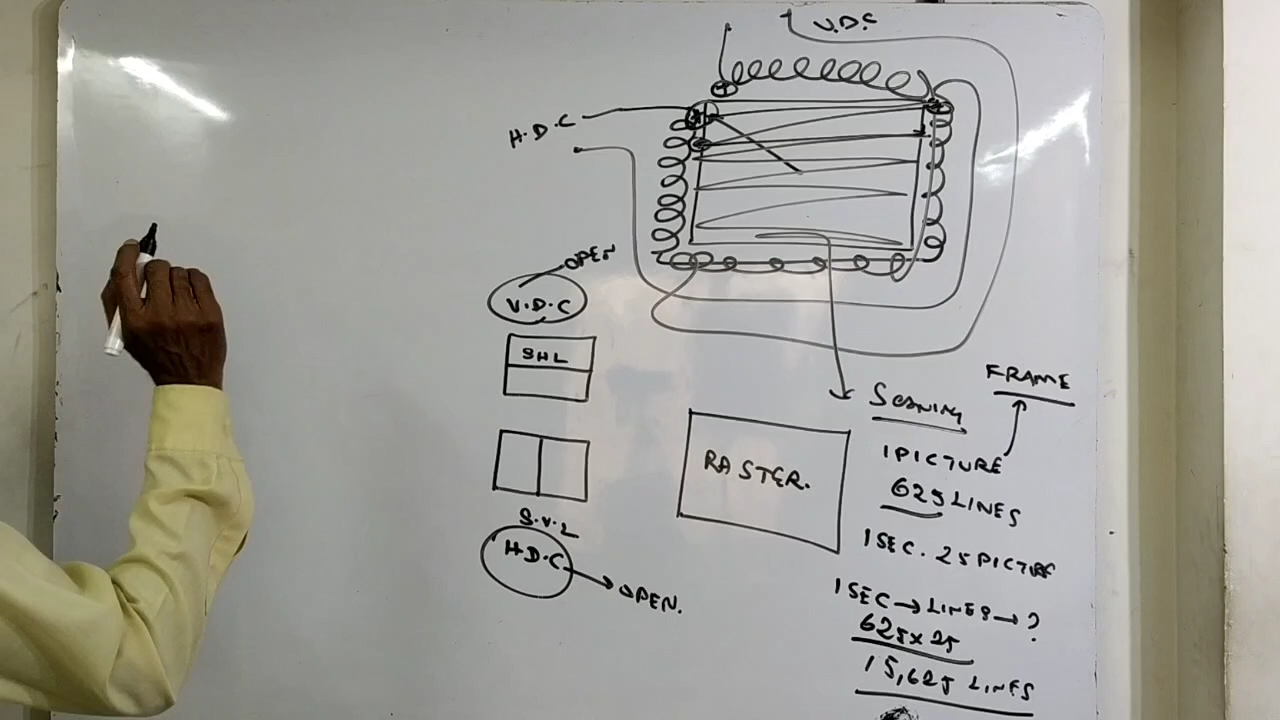 V.D.C
H.D.C
OPEN
V.D.C
SHL
S.V.L
H.D.C
OPEN.
RASTER.
FRAME
Scaning
1 PICTURE
625 LINES
1 SEC. 25 PICTURE
1 SEC → LINES → ?
625 x 25
15,625 LINES